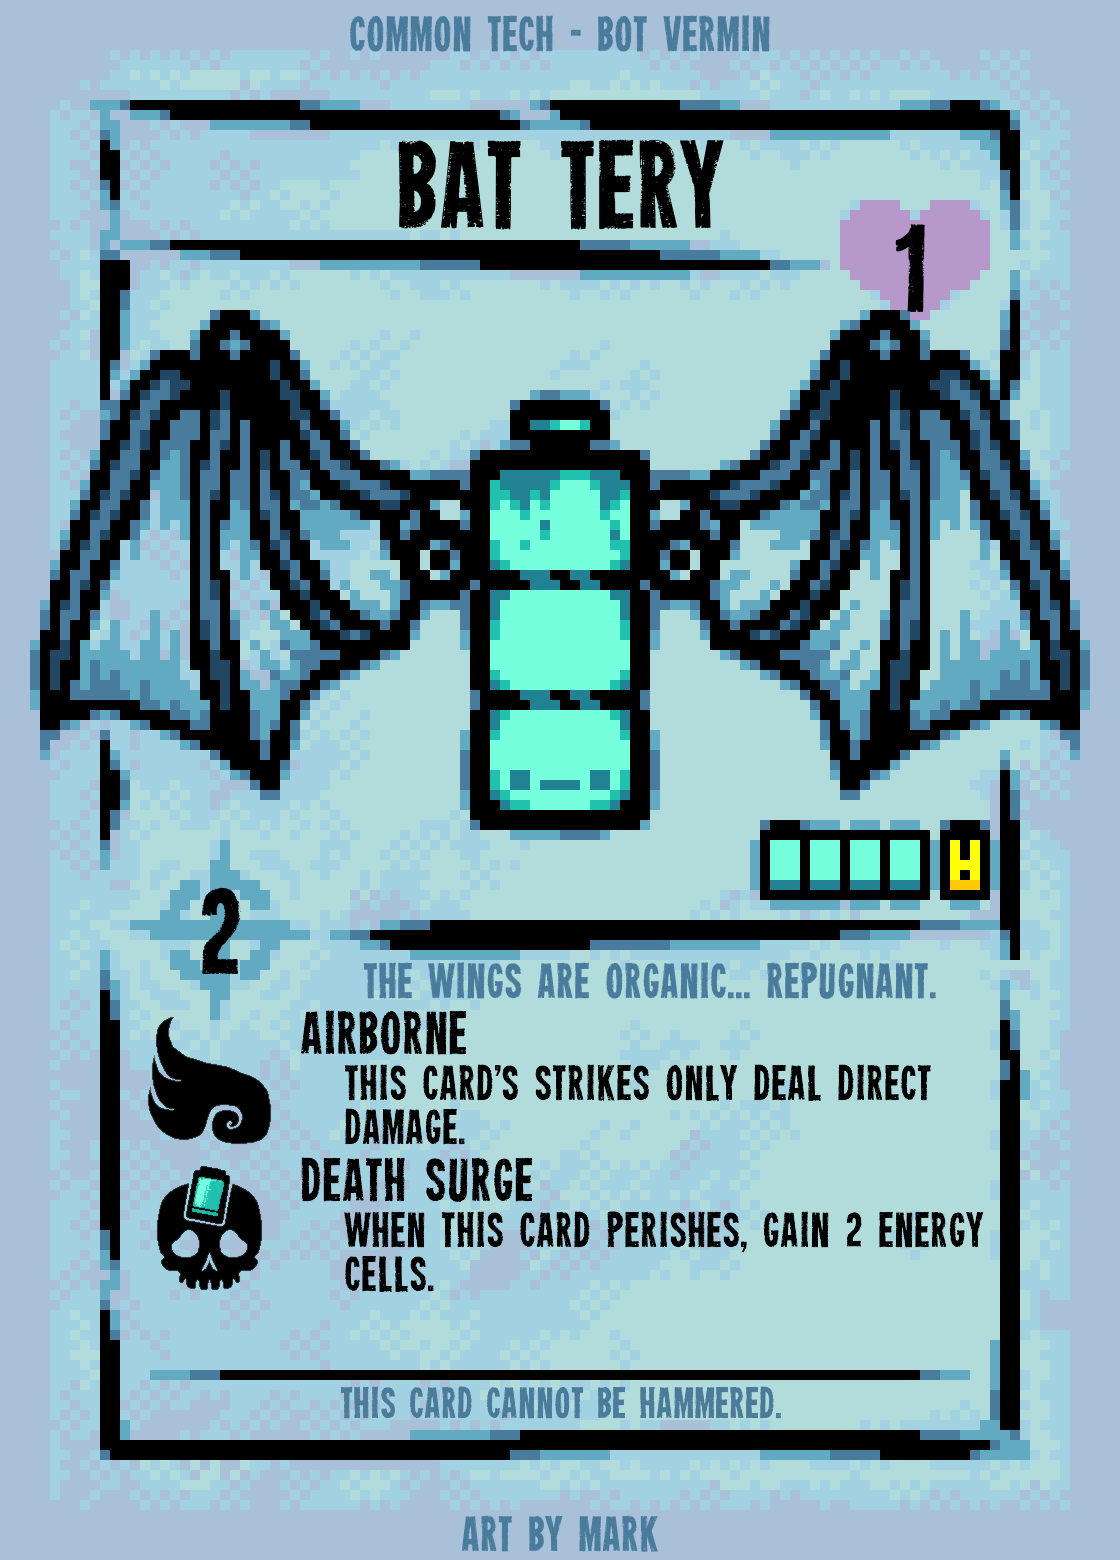 COMMON TECH - BOT VERMIN
BAT TERY
1
2
THE WINGS ARE ORGANIC... REPUGNANT.
AIRBORNE
THIS CARD'S STRIKES ONLY DEAL DIRECT
DAMAGE.
DEATH SURGE
WHEN THIS CARD PERISHES, GAIN 2 ENERGY
CELLS.
THIS CARD CANNOT BE HAMMERED.
ART BY MARK